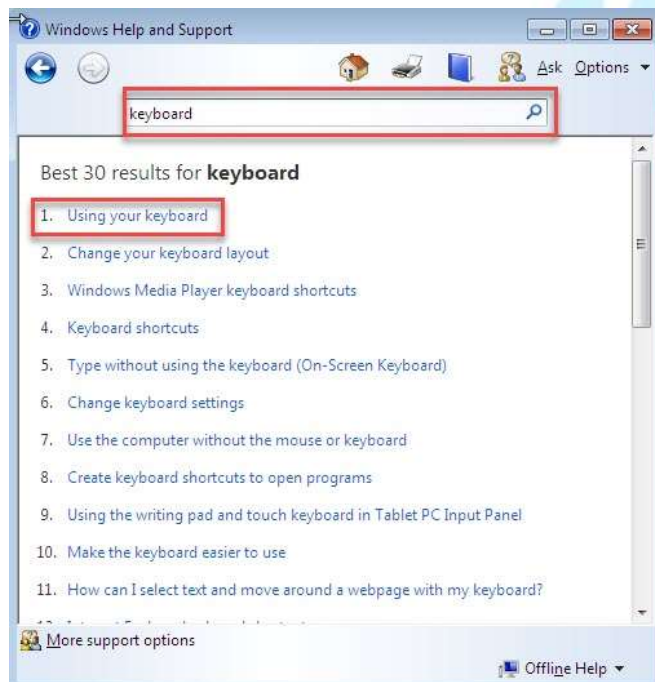 Windows Help and Support
Ask Options
keyboard
Best 30 results for keyboard
1. Using your keyboard
2. Change your keyboard layout
3. Windows Media Player keyboard shortcuts
4. Keyboard shortcuts
5. Type without using the keyboard (On-Screen Keyboard)
6. Change keyboard settings
7. Use the computer without the mouse or keyboard
8. Create keyboard shortcuts to open programs
9. Using the writing pad and touch keyboard in Tablet PC Input Panel
10. Make the keyboard easier to use
11. How can I select text and move around a webpage with my keyboard?
More support options
Offline Help